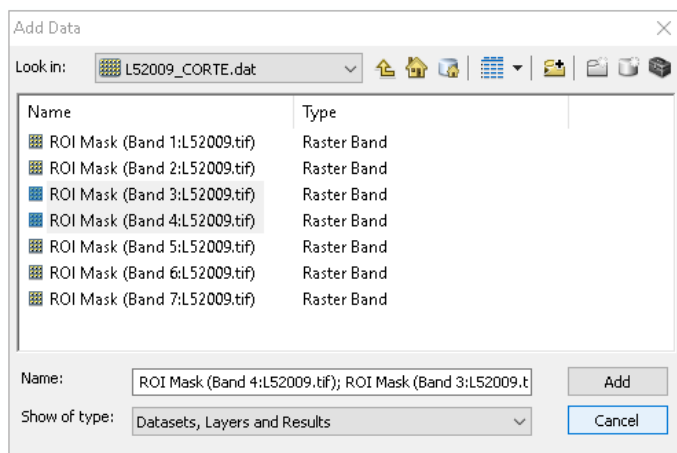 Add Data
Look in: L52009_CORTE.dat
Name Type
ROI Mask (Band 1:L52009.tif) Raster Band
ROI Mask (Band 2:L52009.tif) Raster Band
ROI Mask (Band 3:L52009.tif) Raster Band
ROI Mask (Band 4:L52009.tif) Raster Band
ROI Mask (Band 5:L52009.tif) Raster Band
ROI Mask (Band 6:L52009.tif) Raster Band
ROI Mask (Band 7:L52009.tif) Raster Band
Name: ROI Mask (Band 4:L52009.tif); ROI Mask (Band 3:L52009.t Add
Show of type: Datasets, Layers and Results Cancel